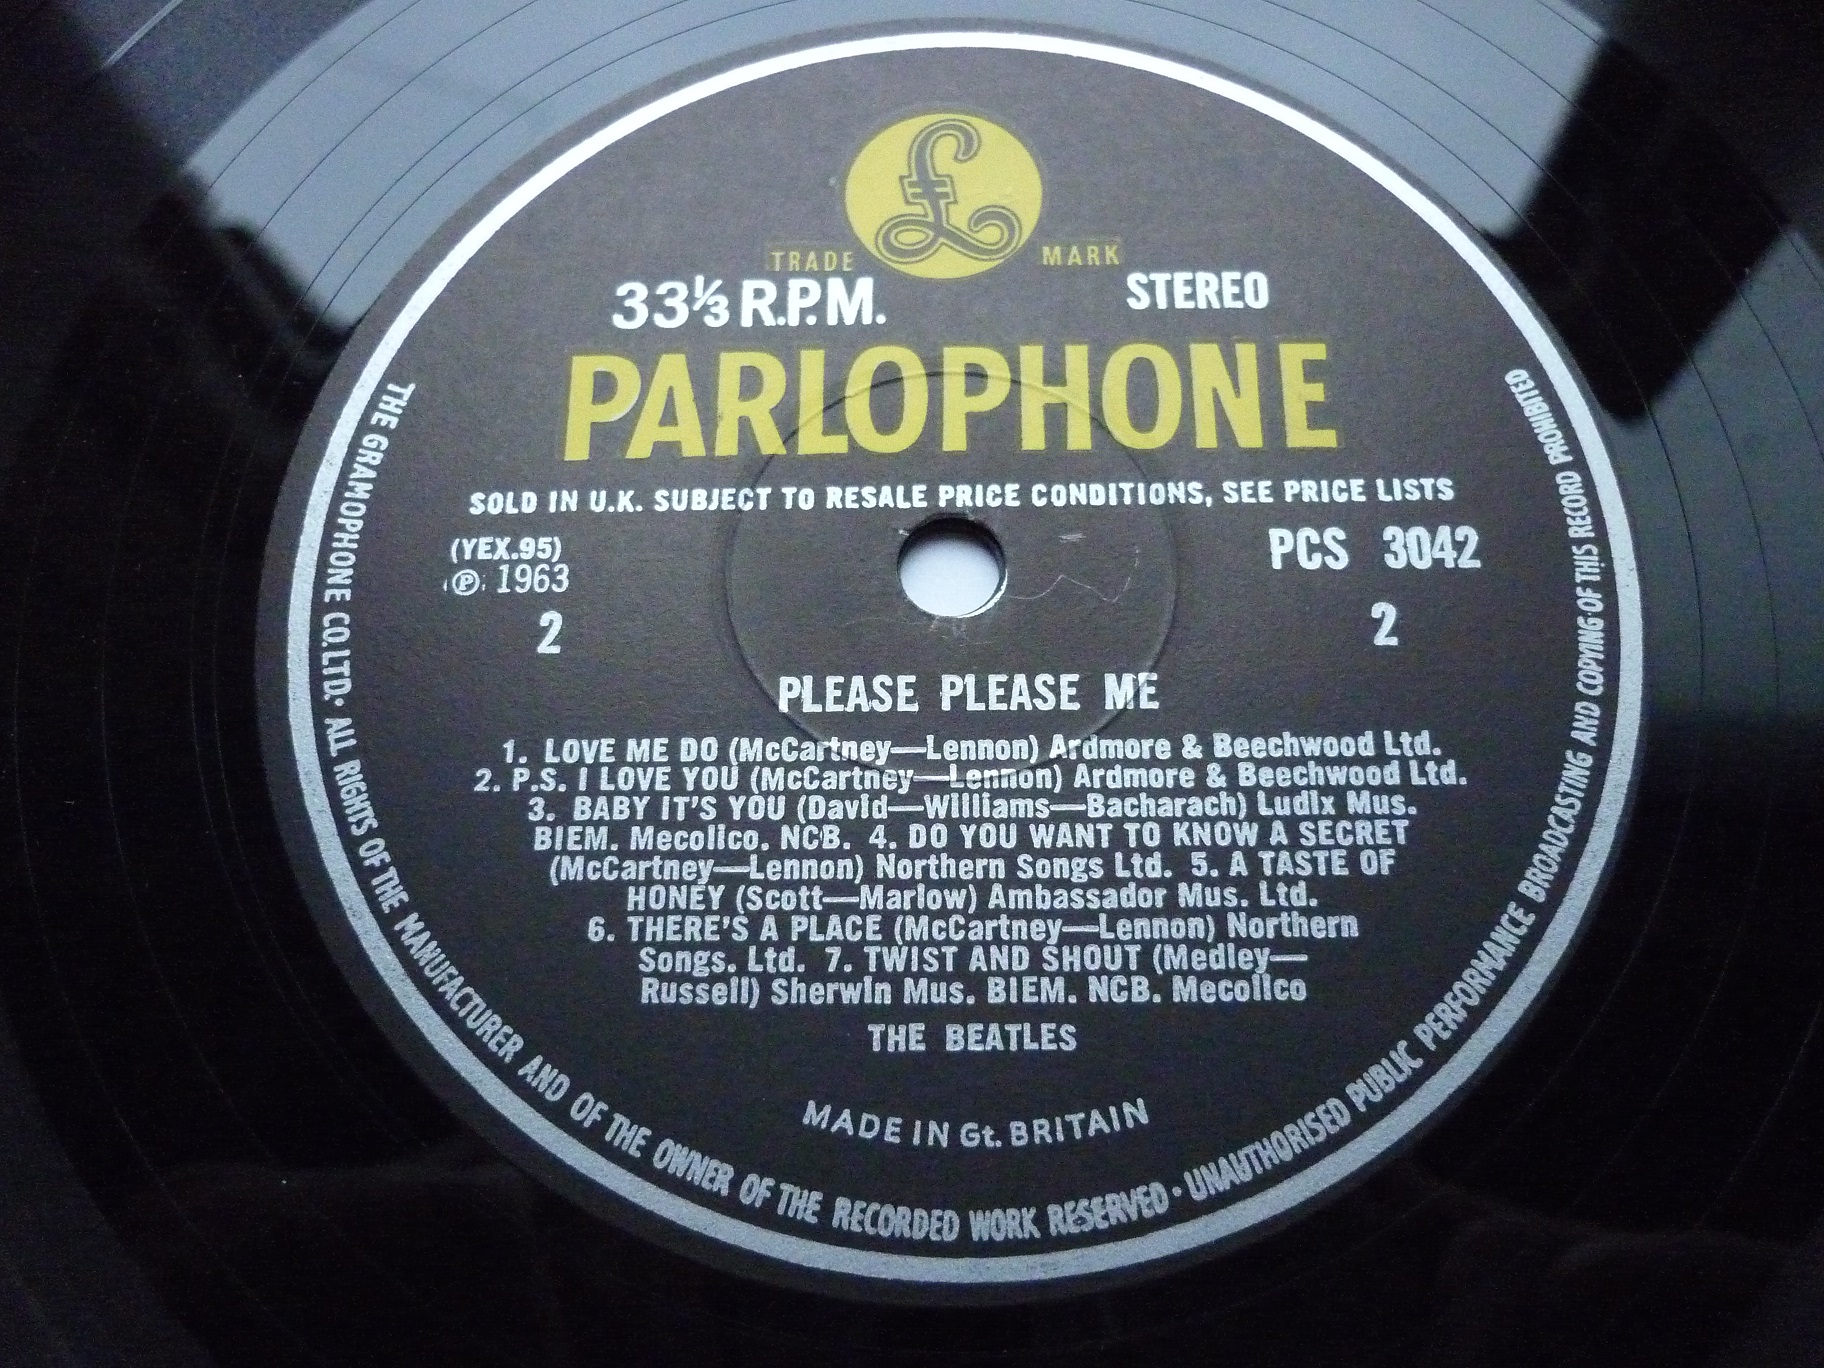 £
TRADE MARK
33⅓ R.P.M. STEREO
PARLOPHONE
SOLD IN U.K. SUBJECT TO RESALE PRICE CONDITIONS, SEE PRICE LISTS
(YEX.95) PCS 3042
℗ 1963
2 2
PLEASE PLEASE ME
1. LOVE ME DO (McCartney—Lennon) Ardmore & Beechwood Ltd.
2. P.S. I LOVE YOU (McCartney—Lennon) Ardmore & Beechwood Ltd.
3. BABY IT'S YOU (David—Williams—Bacharach) Ludix Mus.
BIEM. Mecolico. NCB. 4. DO YOU WANT TO KNOW A SECRET
(McCartney—Lennon) Northern Songs Ltd. 5. A TASTE OF
HONEY (Scott—Marlow) Ambassador Mus. Ltd.
6. THERE'S A PLACE (McCartney—Lennon) Northern
Songs. Ltd. 7. TWIST AND SHOUT (Medley—
Russell) Sherwin Mus. BIEM. NCB. Mecolico
THE BEATLES
MADE IN Gt. BRITAIN
THE GRAMOPHONE CO. LTD. · ALL RIGHTS OF THE MANUFACTURER AND OF THE OWNER OF THE RECORDED WORK RESERVED · UNAUTHORISED PUBLIC PERFORMANCE BROADCASTING AND COPYING OF THIS RECORD PROHIBITED